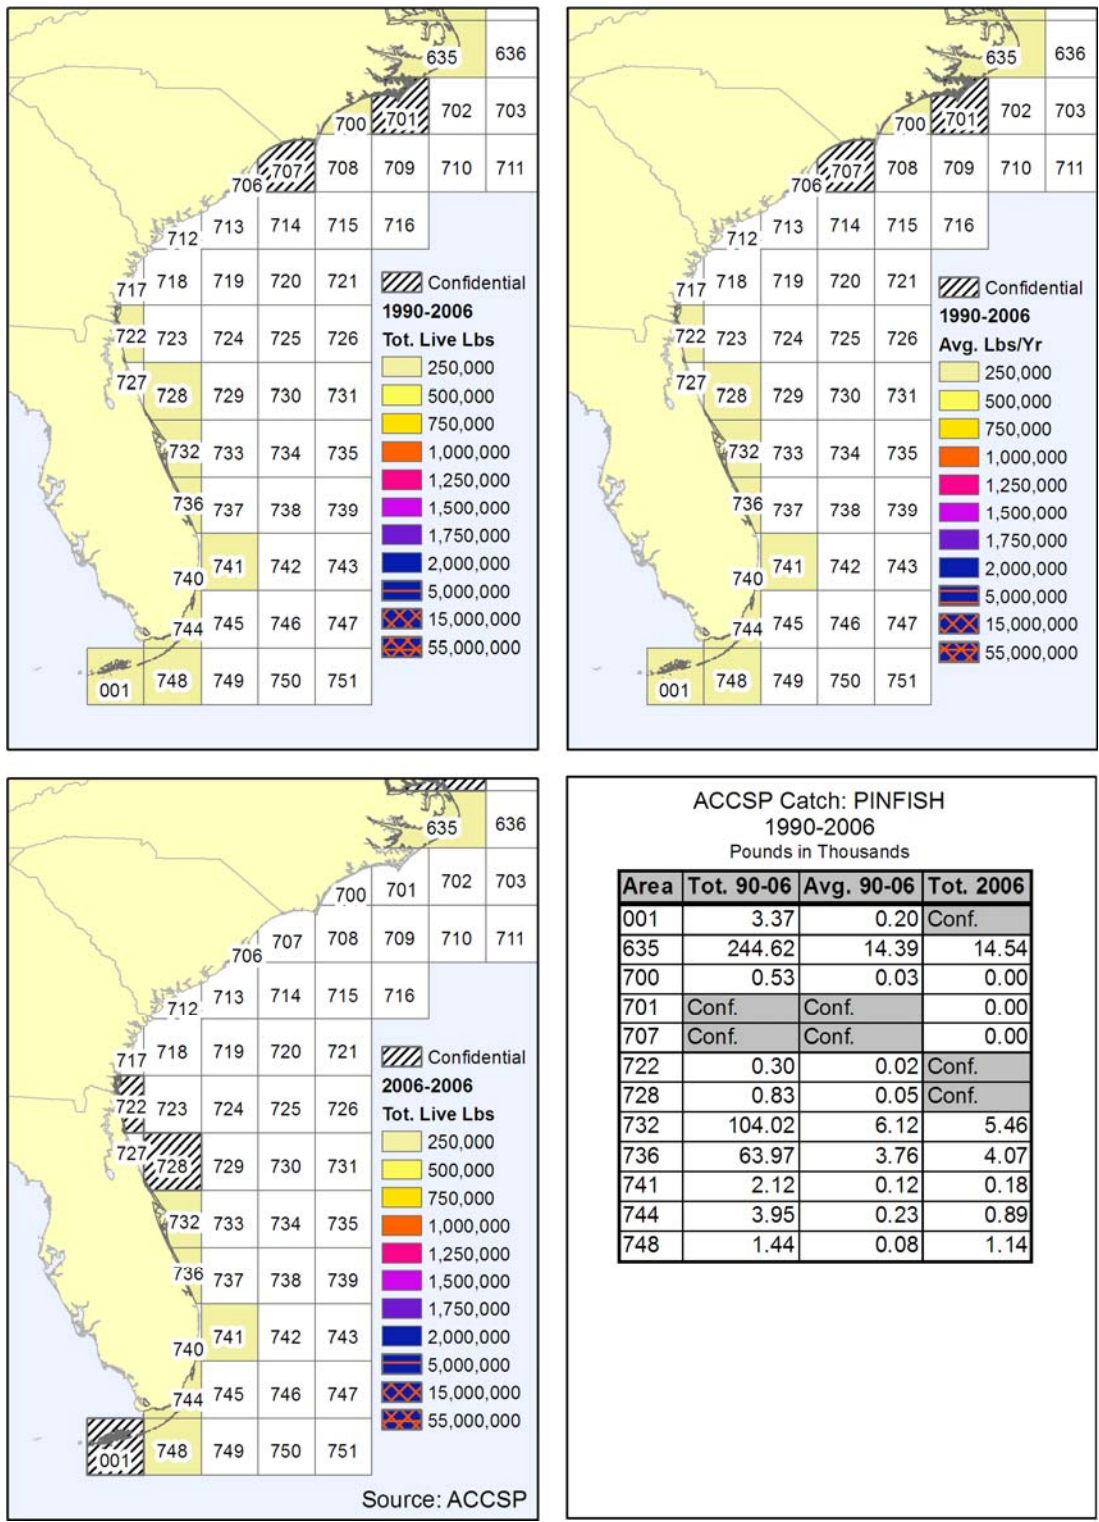 635 636
700 701 702 703
706 707 708 709 710 711
712 713 714 715 716
717 718 719 720 721
722 723 724 725 726
727 728 729 730 731
732 733 734 735
736 737 738 739
740 741 742 743
744 745 746 747
001 748 749 750 751
Confidential
1990-2006
Tot. Live Lbs
250,000
500,000
750,000
1,000,000
1,250,000
1,500,000
1,750,000
2,000,000
5,000,000
15,000,000
55,000,000
635 636
700 701 702 703
706 707 708 709 710 711
712 713 714 715 716
717 718 719 720 721
722 723 724 725 726
727 728 729 730 731
732 733 734 735
736 737 738 739
740 741 742 743
744 745 746 747
001 748 749 750 751
Confidential
1990-2006
Avg. Lbs/Yr
250,000
500,000
750,000
1,000,000
1,250,000
1,500,000
1,750,000
2,000,000
5,000,000
15,000,000
55,000,000
635 636
700 701 702 703
706 707 708 709 710 711
712 713 714 715 716
717 718 719 720 721
722 723 724 725 726
727 728 729 730 731
732 733 734 735
736 737 738 739
740 741 742 743
744 745 746 747
001 748 749 750 751
Confidential
2006-2006
Tot. Live Lbs
250,000
500,000
750,000
1,000,000
1,250,000
1,500,000
1,750,000
2,000,000
5,000,000
15,000,000
55,000,000
Source: ACCSP
ACCSP Catch: PINFISH
1990-2006
Pounds in Thousands
Area Tot. 90-06 Avg. 90-06 Tot. 2006
001 3.37 0.20 Conf.
635 244.62 14.39 14.54
700 0.53 0.03 0.00
701 Conf. Conf. 0.00
707 Conf. Conf. 0.00
722 0.30 0.02 Conf.
728 0.83 0.05 Conf.
732 104.02 6.12 5.46
736 63.97 3.76 4.07
741 2.12 0.12 0.18
744 3.95 0.23 0.89
748 1.44 0.08 1.14